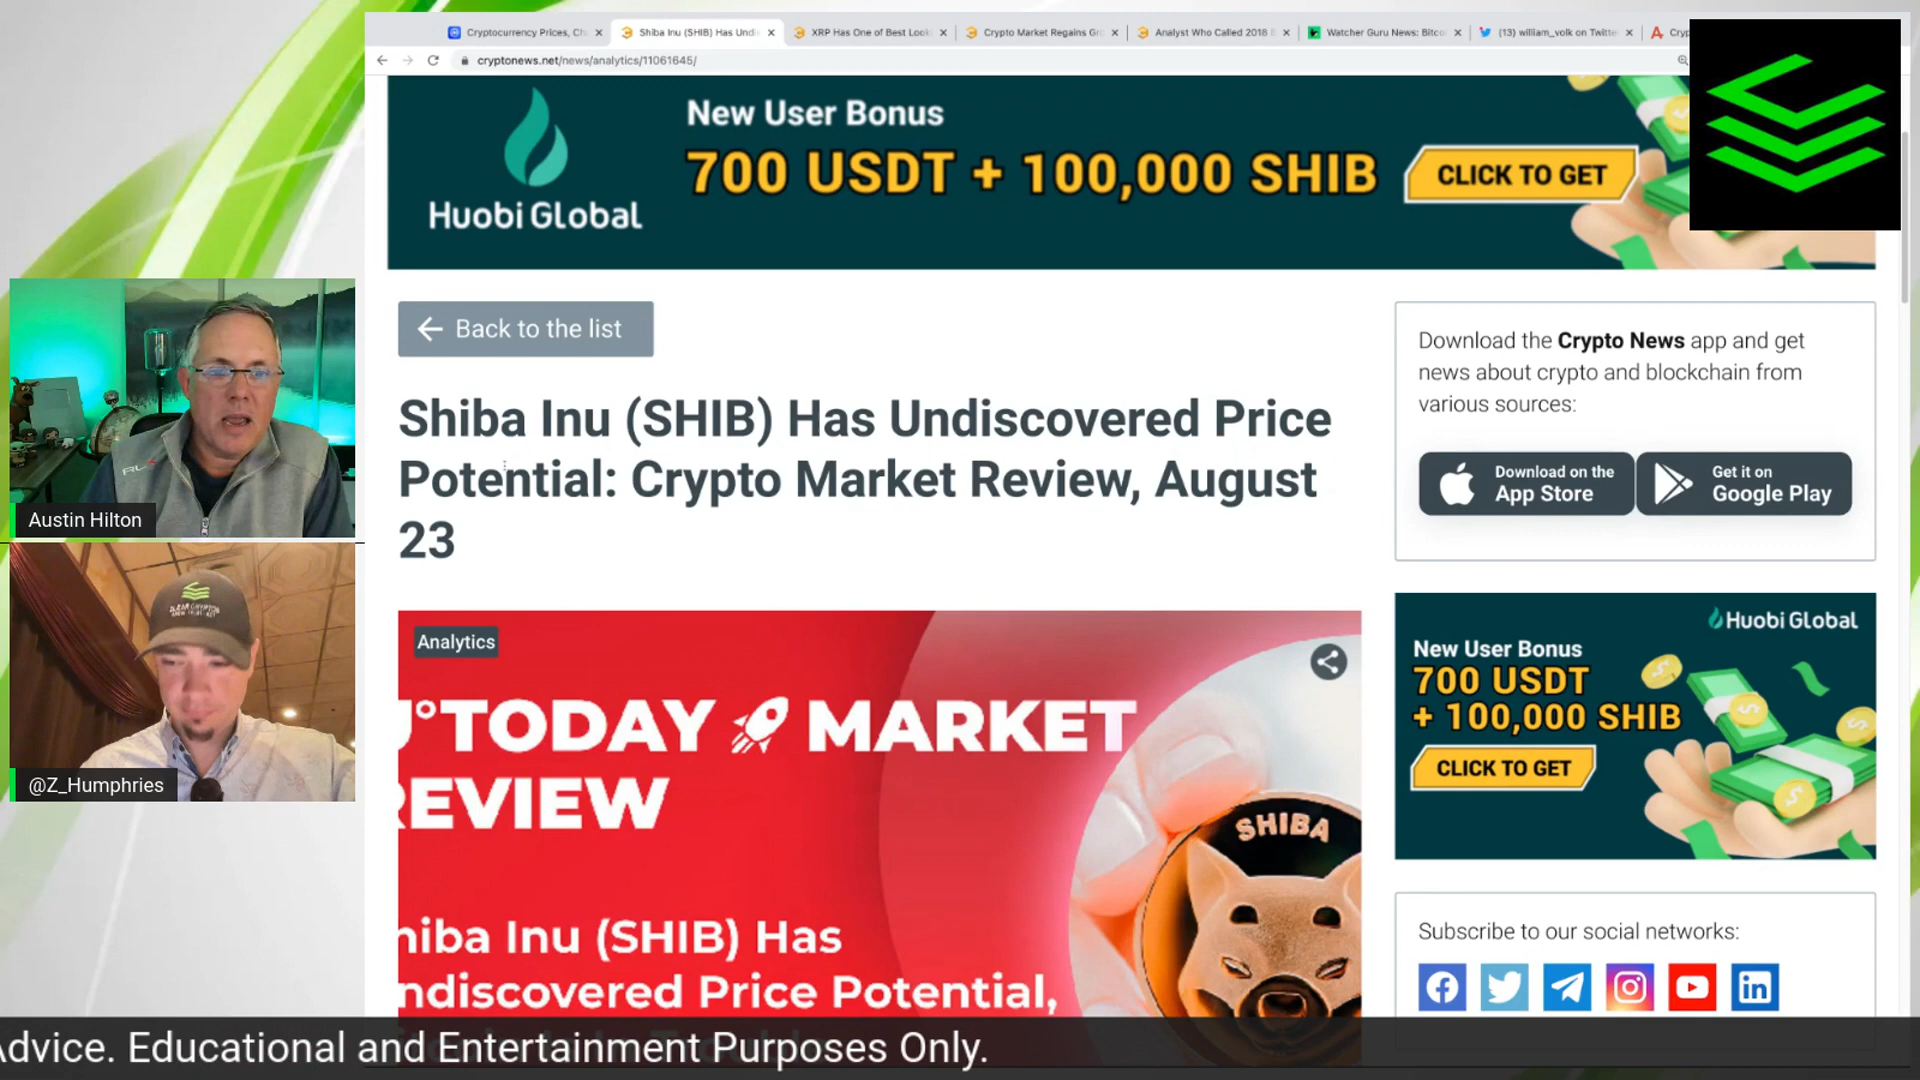 Cryptocurrency Prices, Ch
Shiba Inu (SHIB) Has Undi
XRP Has One of Best Look
Crypto Market Regains Gr
Analyst Who Called 2018 B
Watcher Guru News: Bitco
(13) william_volk on Twitte
Cryp
cryptonews.net/news/analytics/11061645/
New User Bonus
700 USDT + 100,000 SHIB
CLICK TO GET
Huobi Global
Back to the list
Shiba Inu (SHIB) Has Undiscovered Price
Potential: Crypto Market Review, August
23
Download the Crypto News app and get
news about crypto and blockchain from
various sources:
Download on the
App Store
Get it on
Google Play
Analytics
U°TODAY MARKET
REVIEW
SHIBA
hiba Inu (SHIB) Has
ndiscovered Price Potential,
Huobi Global
New User Bonus
700 USDT
+ 100,000 SHIB
CLICK TO GET
Subscribe to our social networks:
Austin Hilton
@Z_Humphries
Advice. Educational and Entertainment Purposes Only.